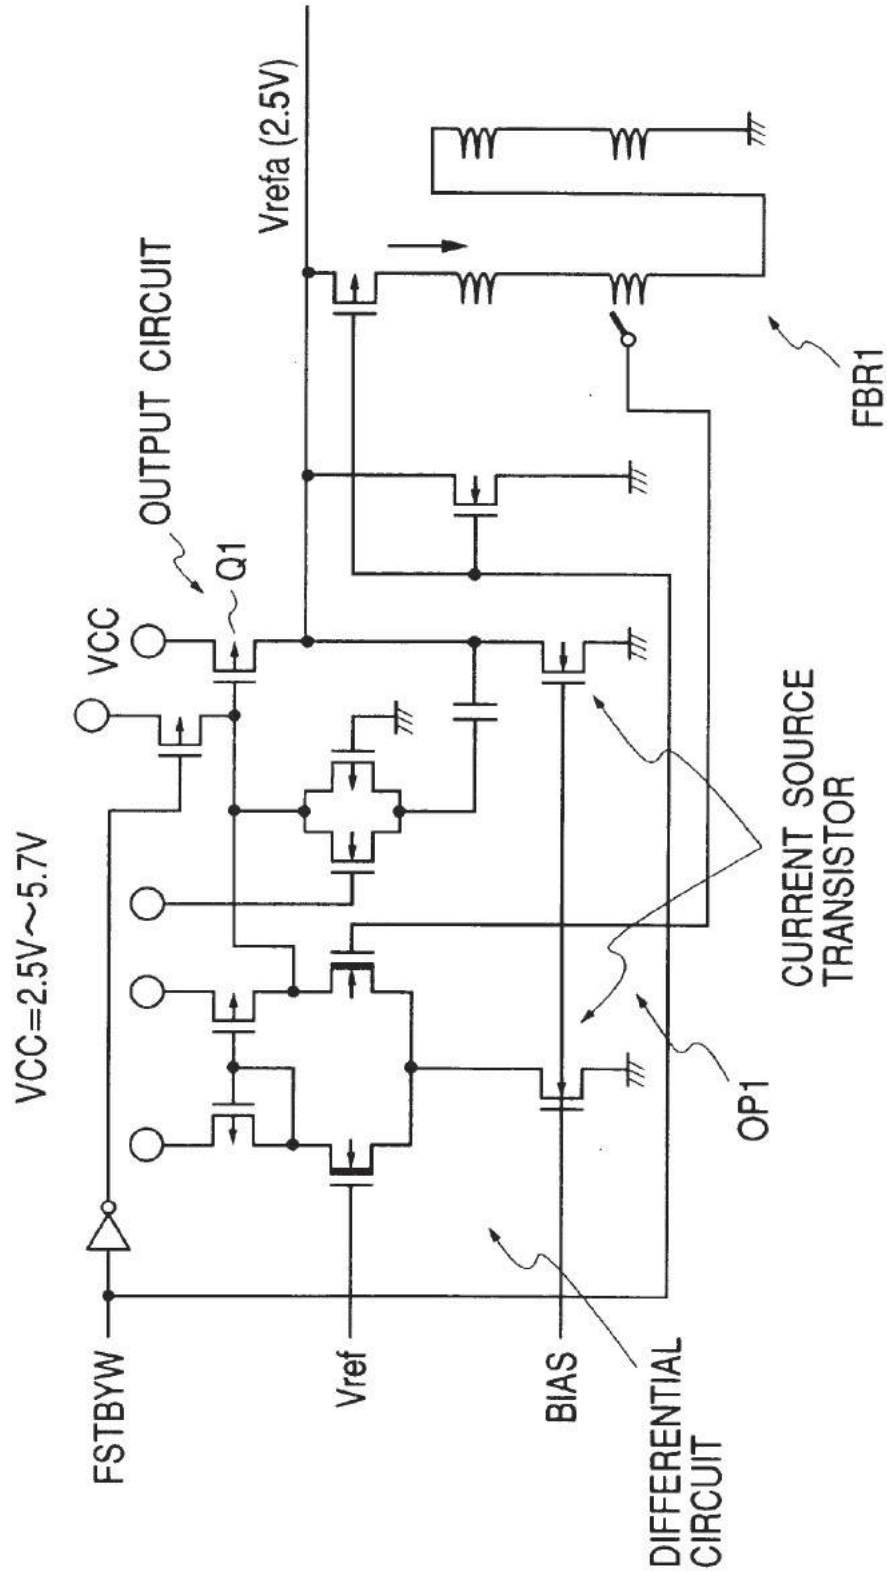 VCC=2.5V～5.7V
VCC
OUTPUT CIRCUIT
Q1
Vrefa (2.5V)
FSTBYW
Vref
BIAS
DIFFERENTIAL
CIRCUIT
OP1
CURRENT SOURCE
TRANSISTOR
FBR1